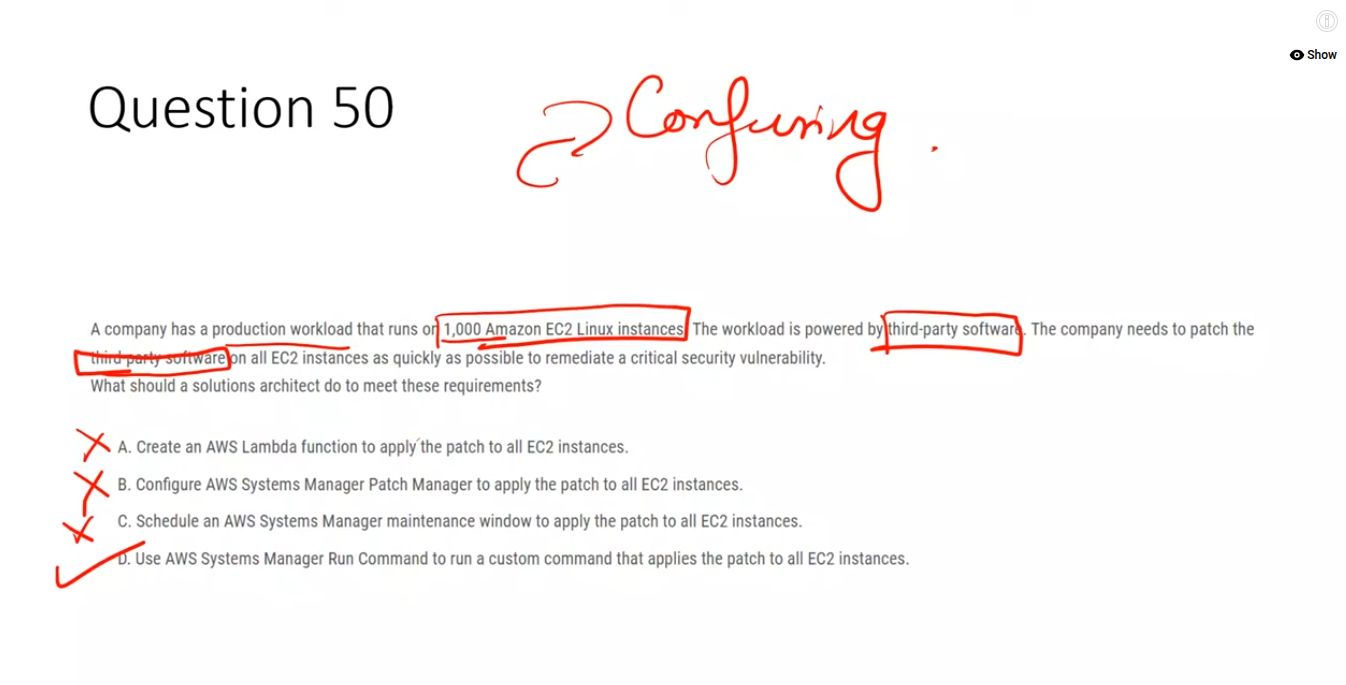 Show
Question 50
Confusing
A company has a production workload that runs on 1,000 Amazon EC2 Linux instances. The workload is powered by third-party software. The company needs to patch the
third-party software on all EC2 instances as quickly as possible to remediate a critical security vulnerability.
What should a solutions architect do to meet these requirements?
A. Create an AWS Lambda function to apply the patch to all EC2 instances.
B. Configure AWS Systems Manager Patch Manager to apply the patch to all EC2 instances.
C. Schedule an AWS Systems Manager maintenance window to apply the patch to all EC2 instances.
D. Use AWS Systems Manager Run Command to run a custom command that applies the patch to all EC2 instances.